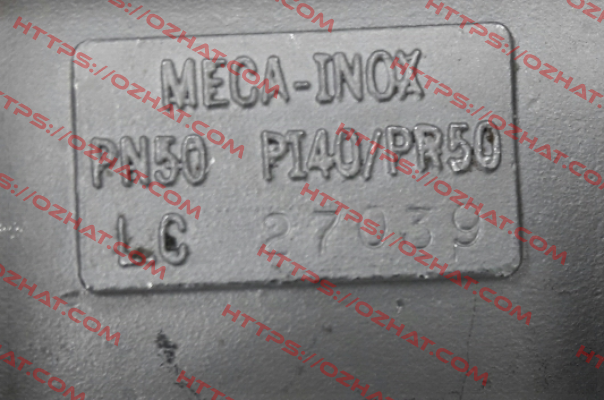 MECA-INOX
PN50 PI40/PR50
LC 27039
HTTPS://OZHAT.COM